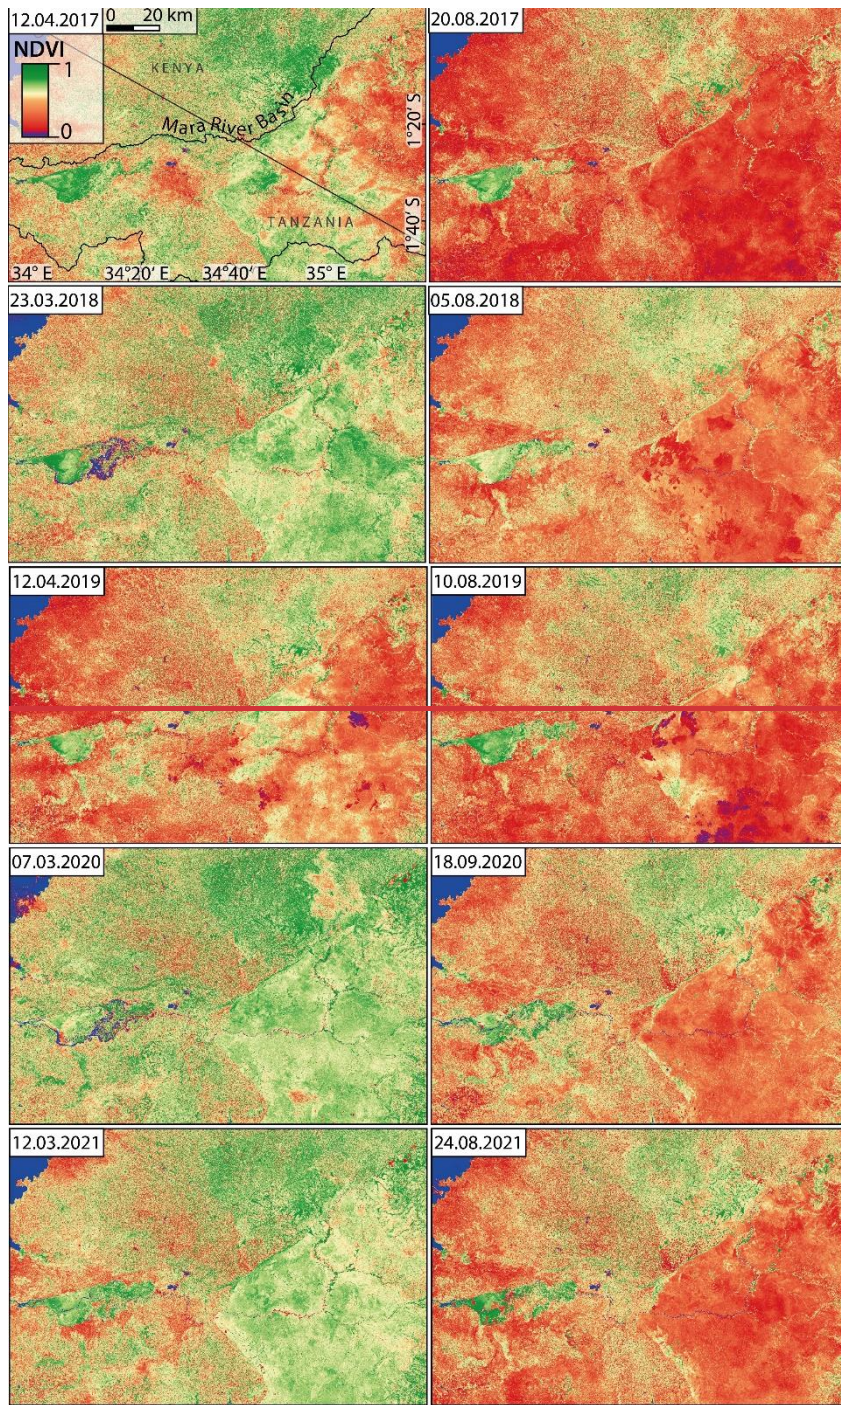 12.04.2017
0 20 km
20.08.2017
NDVI
1
0
KENYA
Mara River Basin
1°20' S
TANZANIA
1°40' S
34° E 34°20' E 34°40' E 35° E
23.03.2018
05.08.2018
12.04.2019
10.08.2019
07.03.2020
18.09.2020
12.03.2021
24.08.2021